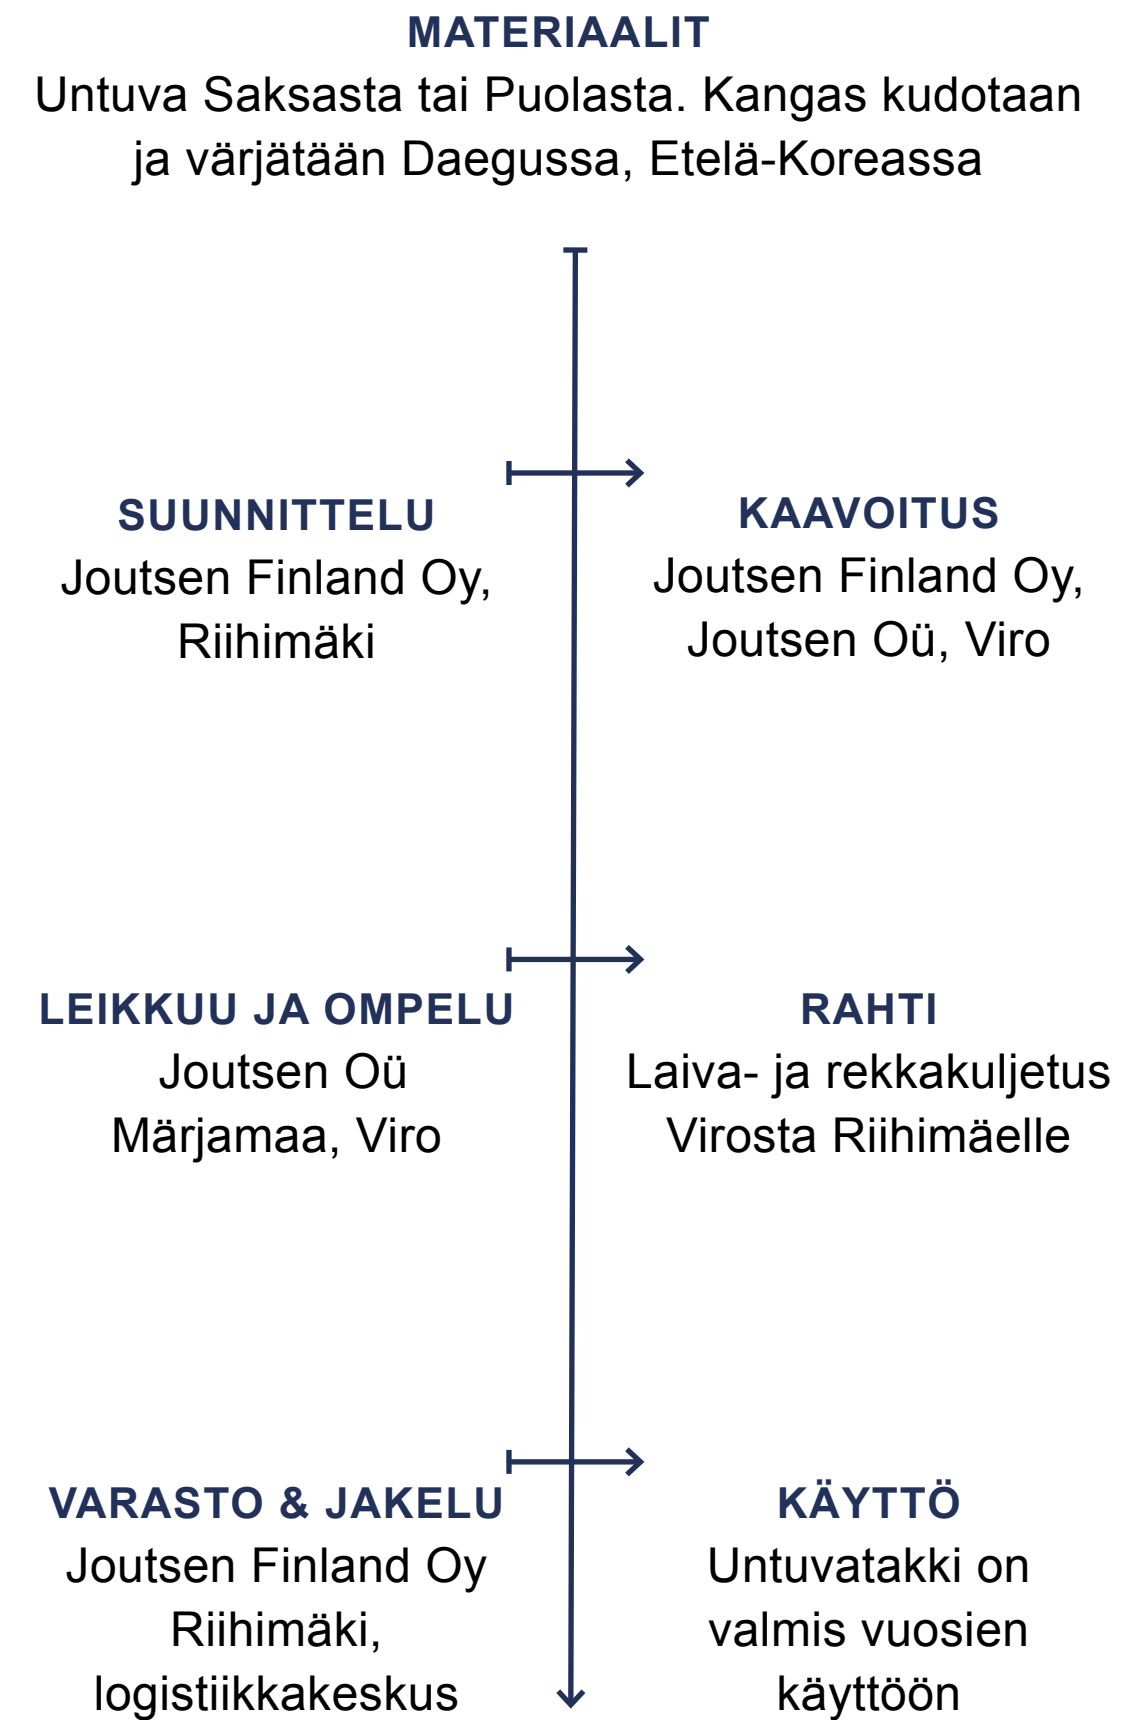 MATERIAALIT
Untuva Saksasta tai Puolasta. Kangas kudotaan
ja värjätään Daegussa, Etelä-Koreassa
SUUNNITTELU
Joutsen Finland Oy,
Riihimäki
KAAVOITUS
Joutsen Finland Oy,
Joutsen Oü, Viro
LEIKKUU JA OMPELU
Joutsen Oü
Märjamaa, Viro
RAHTI
Laiva- ja rekkakuljetus
Virosta Riihimäelle
VARASTO & JAKELU
Joutsen Finland Oy
Riihimäki,
logistiikkakeskus
KÄYTTÖ
Untuvatakki on
valmis vuosien
käyttöön